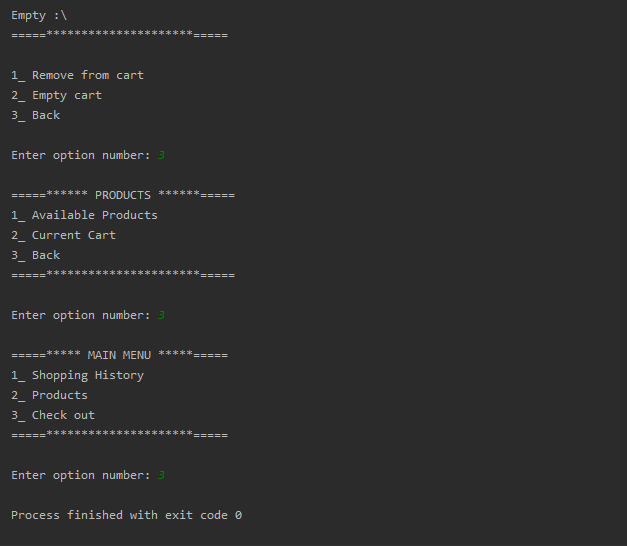 Empty :\
=====*********************=====
1_ Remove from cart
2_ Empty cart
3_ Back
Enter option number: 3
=====****** PRODUCTS ******=====
1_ Available Products
2_ Current Cart
3_ Back
=====**********************=====
Enter option number: 3
=====***** MAIN MENU *****=====
1_ Shopping History
2_ Products
3_ Check out
=====*********************=====
Enter option number: 3
Process finished with exit code 0